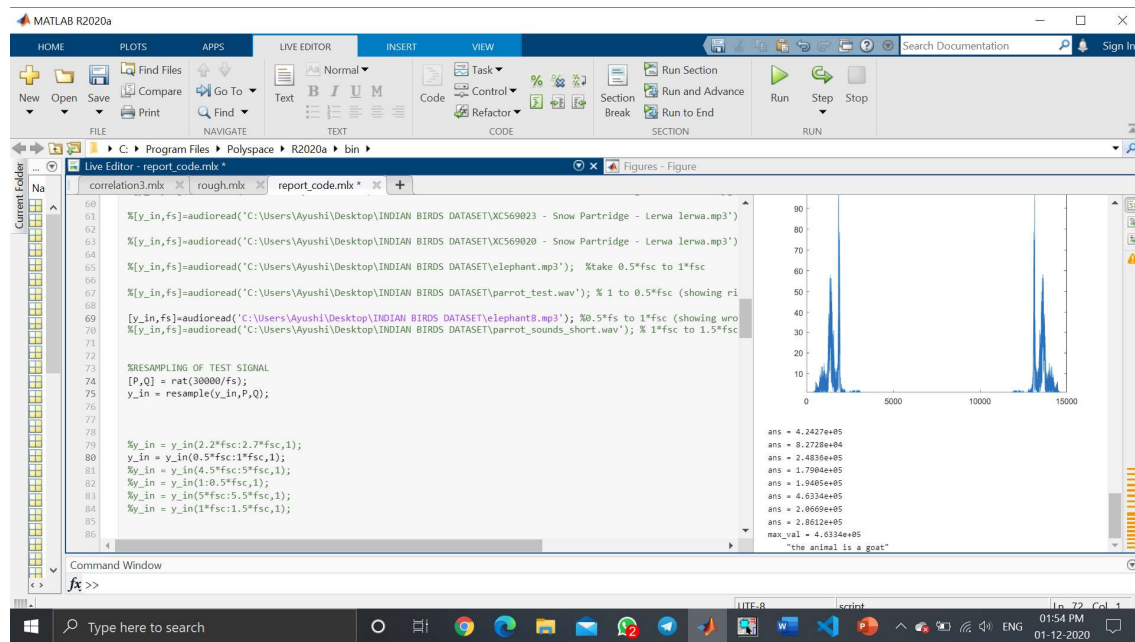 MATLAB R2020a
HOME PLOTS APPS LIVE EDITOR INSERT VIEW Search Documentation Sign In
New Open Save Find Files Compare Print Go To Find Text Normal B I U M Code Task Control Refactor Section Break Run Section Run and Advance Run to End Run Step Stop
FILE NAVIGATE TEXT CODE SECTION RUN
C: Program Files Polyspace R2020a bin
Current Folder
Na
Live Editor - report_code.mlx *
Figures - Figure
correlation3.mlx rough.mlx report_code.mlx * +
60
61 %[y_in,fs]=audioread('C:\Users\Ayushi\Desktop\INDIAN BIRDS DATASET\XC569023 - Snow Partridge - Lerwa lerwa.mp3')
62
63 %[y_in,fs]=audioread('C:\Users\Ayushi\Desktop\INDIAN BIRDS DATASET\XC569020 - Snow Partridge - Lerwa lerwa.mp3')
64
65 %[y_in,fs]=audioread('C:\Users\Ayushi\Desktop\INDIAN BIRDS DATASET\elephant.mp3'); %take 0.5*fsc to 1*fsc
66
67 %[y_in,fs]=audioread('C:\Users\Ayushi\Desktop\INDIAN BIRDS DATASET\parrot_test.wav'); % 1 to 0.5*fsc (showing ri
68
69 [y_in,fs]=audioread('C:\Users\Ayushi\Desktop\INDIAN BIRDS DATASET\elephant8.mp3'); %0.5*fs to 1*fsc (showing wro
70 %[y_in,fs]=audioread('C:\Users\Ayushi\Desktop\INDIAN BIRDS DATASET\parrot_sounds_short.wav'); % 1*fsc to 1.5*fsc
71
72
73 %RESAMPLING OF TEST SIGNAL
74 [P,Q] = rat(30000/fs);
75 y_in = resample(y_in,P,Q);
76
77
78
79 %y_in = y_in(2.2*fsc:2.7*fsc,1);
80 y_in = y_in(0.5*fsc:1*fsc,1);
81 %y_in = y_in(4.5*fsc:5*fsc,1);
82 %y_in = y_in(1:0.5*fsc,1);
83 %y_in = y_in(5*fsc:5.5*fsc,1);
84 %y_in = y_in(1*fsc:1.5*fsc,1);
85
86
90
80
70
60
50
40
30
20
10
0 5000 10000 15000
ans = 4.2427e+05
ans = 8.2728e+04
ans = 2.4836e+05
ans = 1.7904e+05
ans = 1.9405e+05
ans = 4.6334e+05
ans = 2.0669e+05
ans = 2.8612e+05
max_val = 4.6334e+05
"the animal is a goat"
Command Window
fx >>
UTF-8 script Ln 72 Col 1
Type here to search
ENG
01:54 PM
01-12-2020